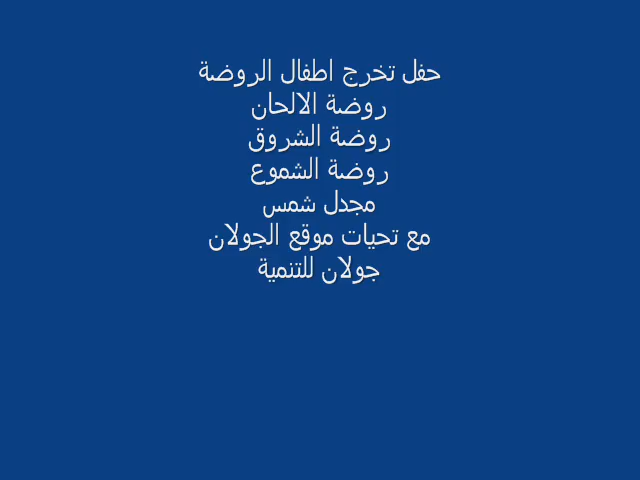 حفل تخرج اطفال الروضة
روضة الالحان
روضة الشروق
روضة الشموع
مجدل شمس
مع تحيات موقع الجولان
جولان للتنمية